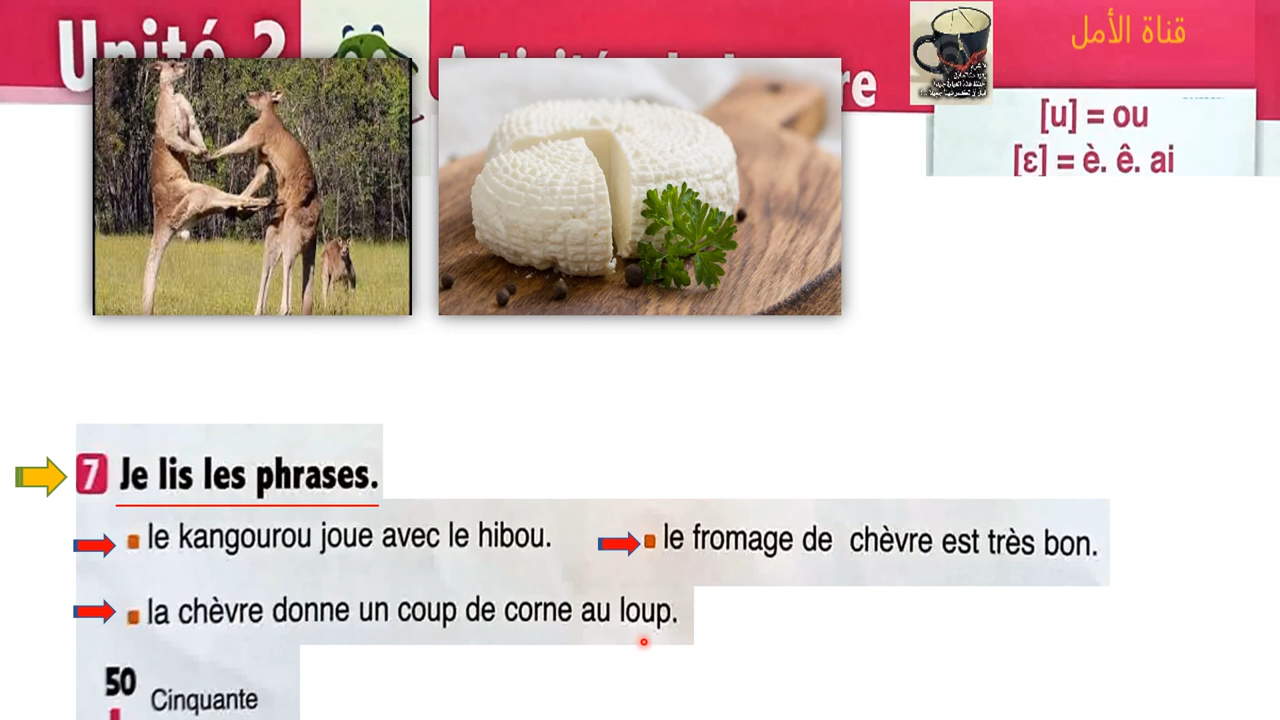 Unité 2
re
قناة الأمل
[u] = ou
[ɛ] = è. ê. ai
7 Je lis les phrases.
le kangourou joue avec le hibou.
le fromage de chèvre est très bon.
la chèvre donne un coup de corne au loup.
50 Cinquante